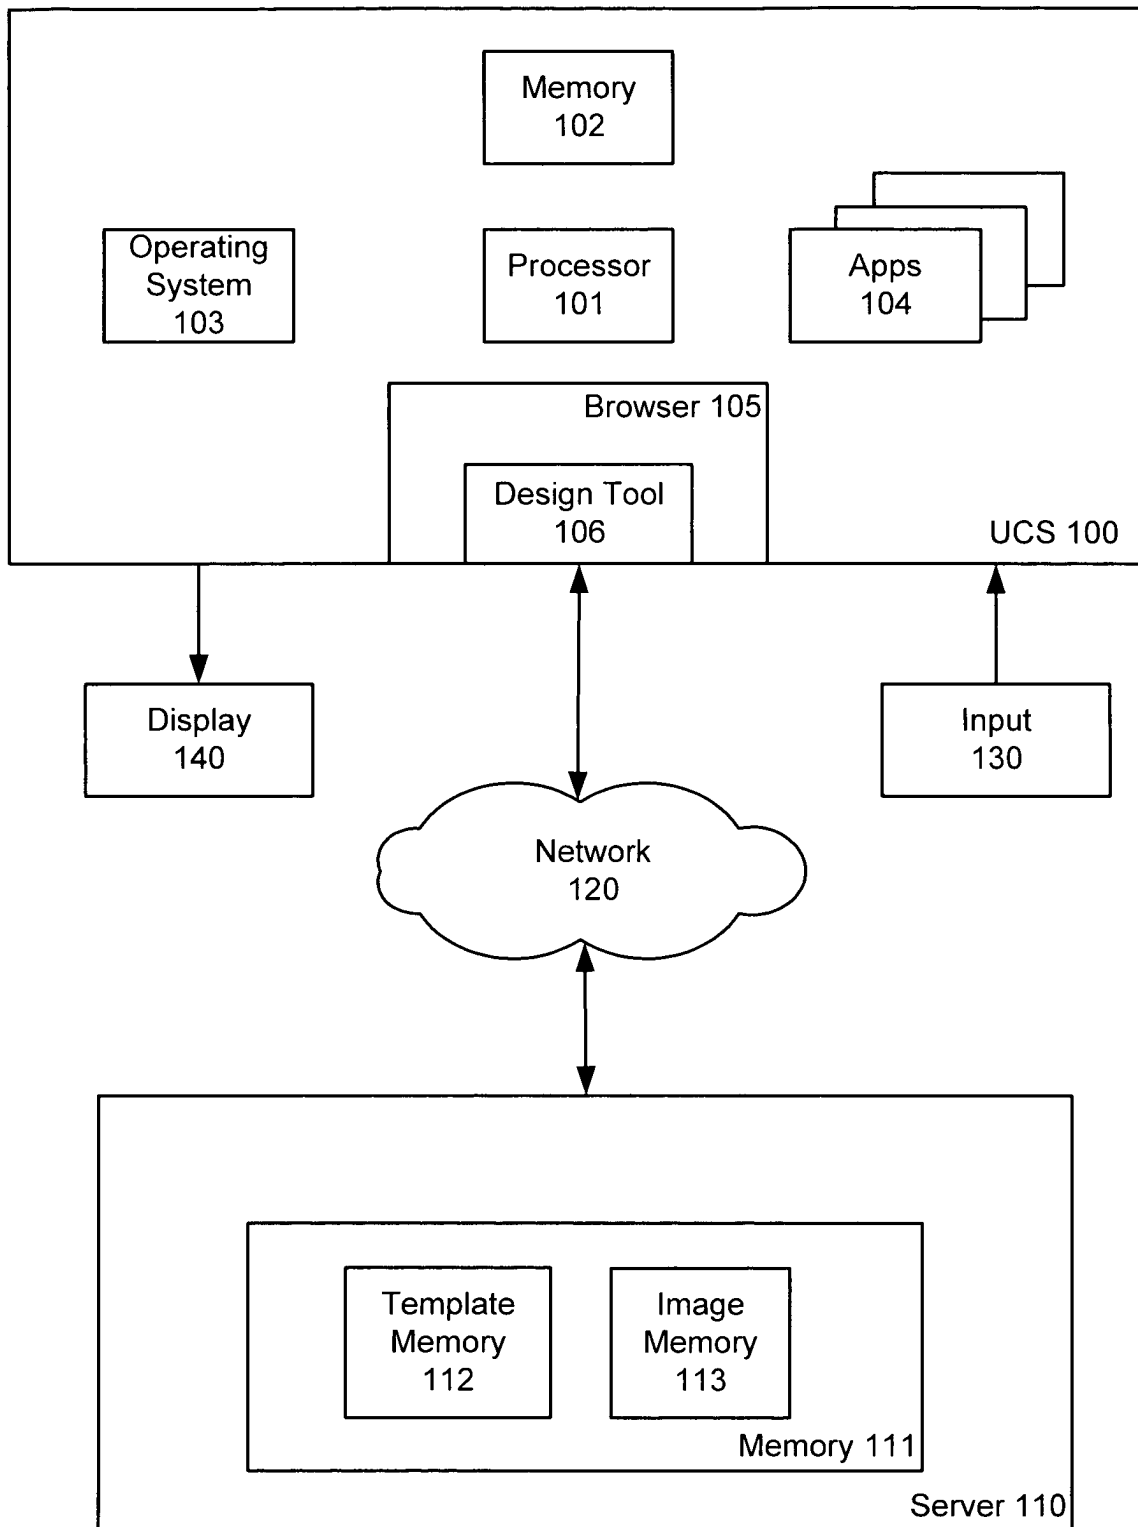 Memory
102
Operating
System
103
Processor
101
Apps
104
Browser 105
Design Tool
106
UCS 100
Display
140
Input
130
Network
120
Template
Memory
112
Image
Memory
113
Memory 111
Server 110